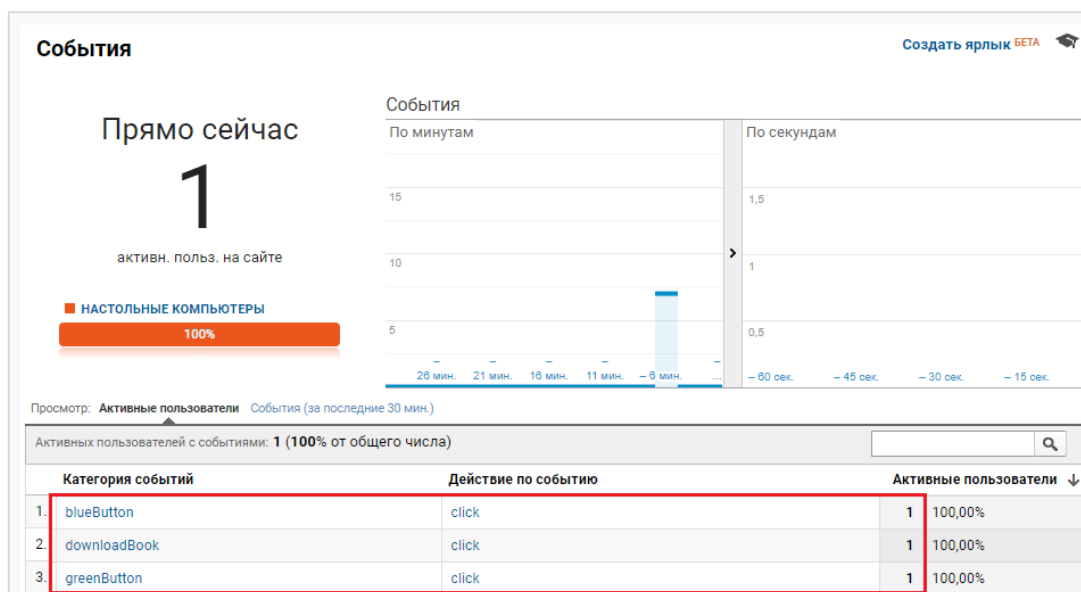 События
Создать ярлык БЕТА
Прямо сейчас
1
активн. польз. на сайте
НАСТОЛЬНЫЕ КОМПЬЮТЕРЫ
100%
События
По минутам
15
10
5
26 мин. 21 мин. 16 мин. 11 мин. – 6 мин. ...
По секундам
1,5
1
0,5
– 60 сек. – 45 сек. – 30 сек. – 15 сек.
Просмотр: Активные пользователи События (за последние 30 мин.)
Активных пользователей с событиями: 1 (100% от общего числа)
Категория событий Действие по событию Активные пользователи
1. blueButton click 1 100,00%
2. downloadBook click 1 100,00%
3. greenButton click 1 100,00%